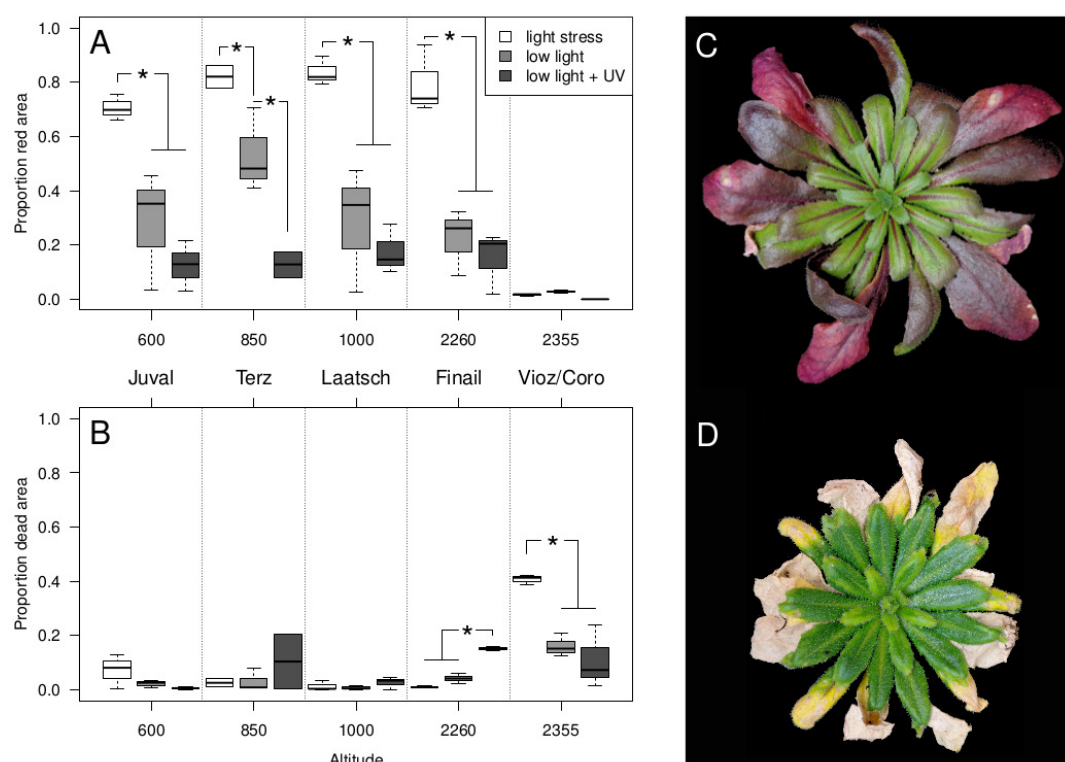 A
* * * *
*
light stress
low light
low light + UV
Proportion red area
1.0
0.8
0.6
0.4
0.2
0.0
600 850 1000 2260 2355
Juval Terz Laatsch Finail Vioz/Coro
B
Proportion dead area
1.0
0.8
0.6
0.4
0.2
0.0
*
*
600 850 1000 2260 2355
Altitude
C
D